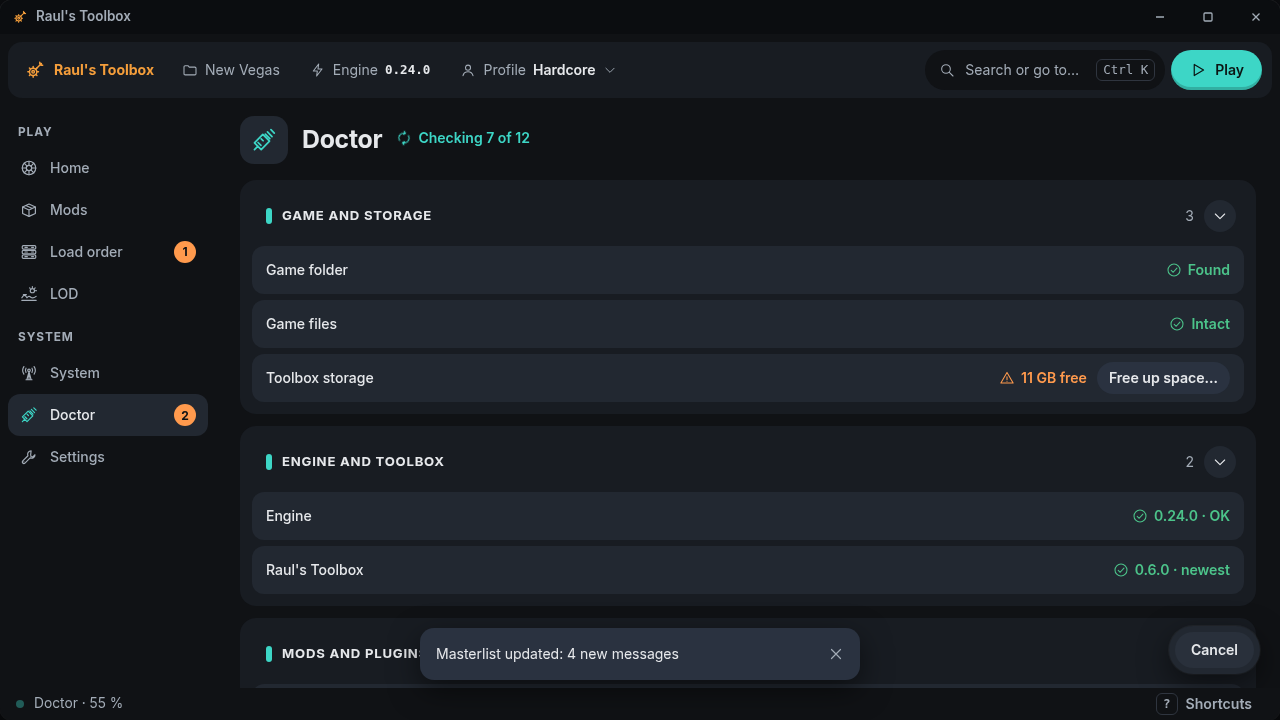 Raul's Toolbox
Raul's Toolbox
New Vegas
Engine 0.24.0
Profile Hardcore
Search or go to...
Ctrl K
Play
PLAY
Home
Mods
Load order
1
LOD
SYSTEM
System
Doctor
2
Settings
Doctor
Checking 7 of 12
GAME AND STORAGE
3
Game folder
Found
Game files
Intact
Toolbox storage
11 GB free
Free up space...
ENGINE AND TOOLBOX
2
Engine
0.24.0 · OK
Raul's Toolbox
0.6.0 · newest
MODS AND PLUGIN
Masterlist updated: 4 new messages
Cancel
Doctor · 55 %
? Shortcuts